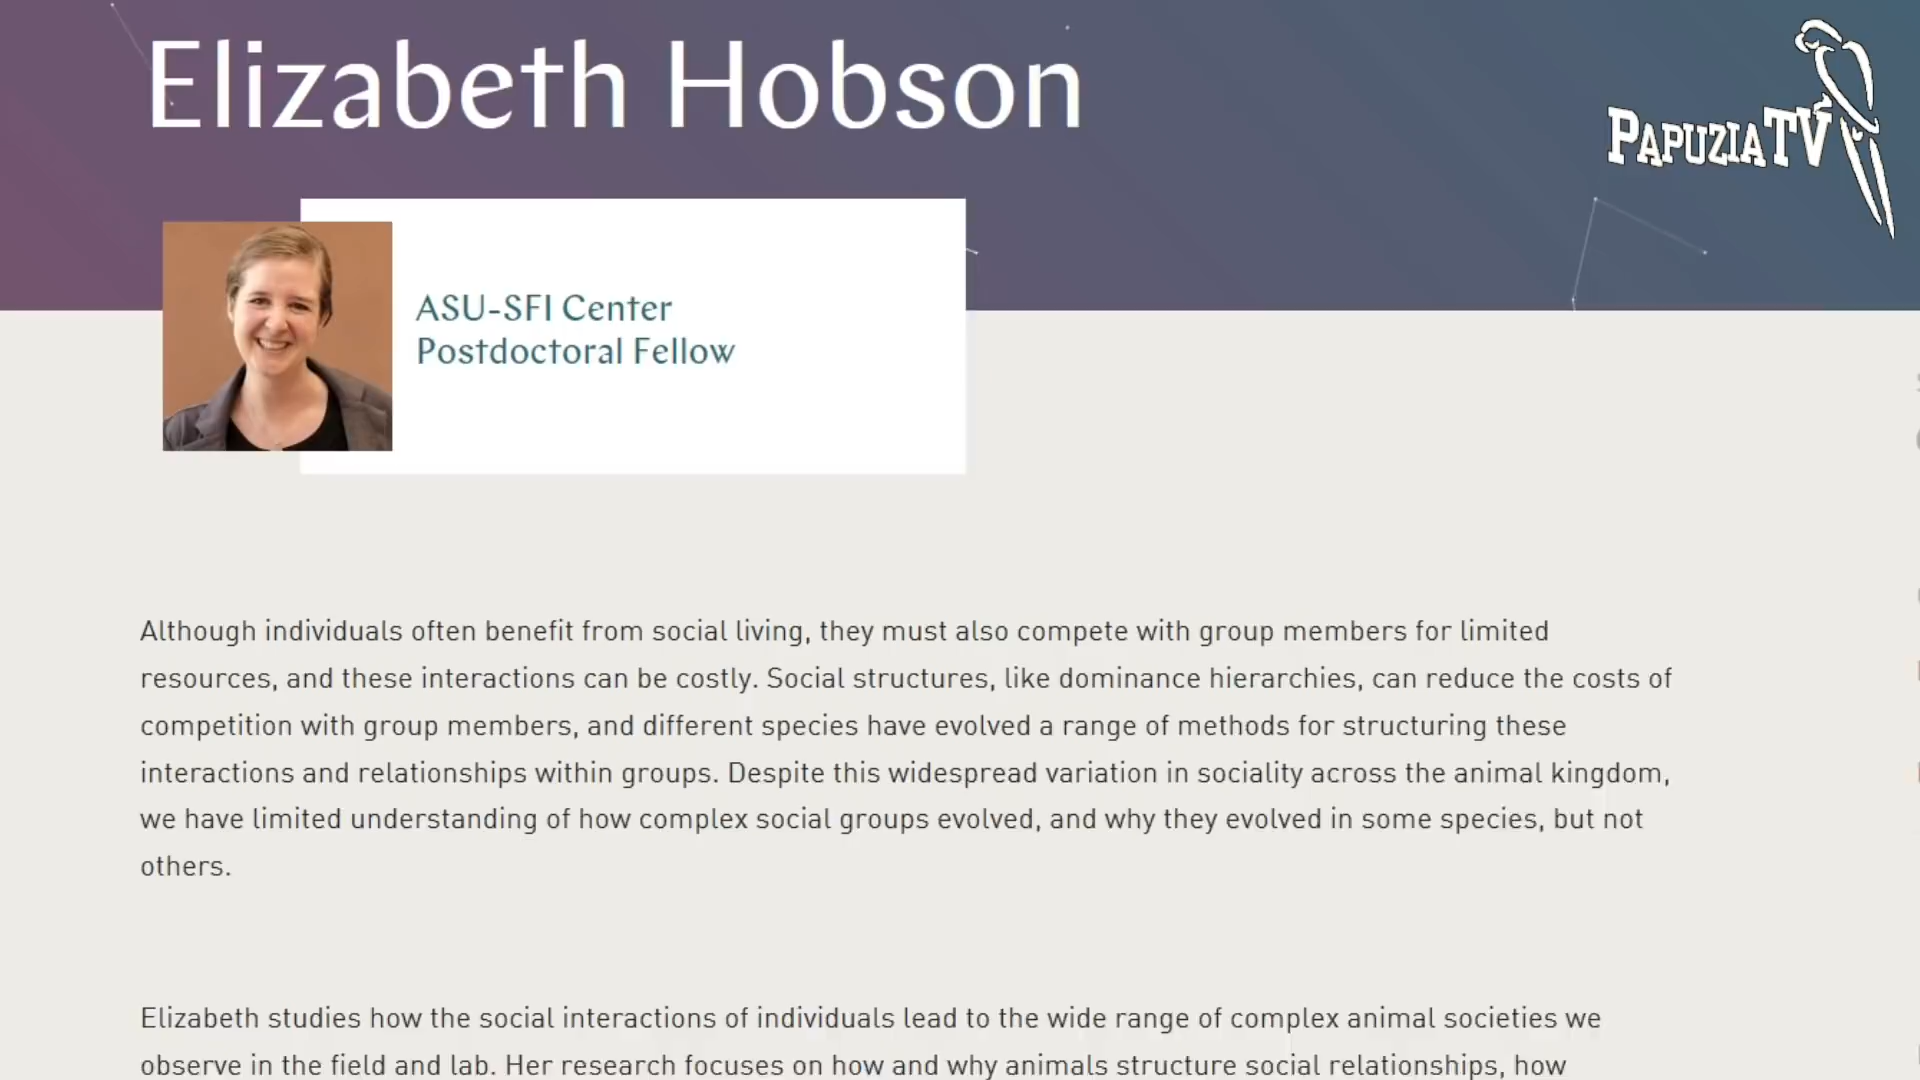 Elizabeth Hobson
PAPUZIATV
ASU-SFI Center
Postdoctoral Fellow
Although individuals often benefit from social living, they must also compete with group members for limited
resources, and these interactions can be costly. Social structures, like dominance hierarchies, can reduce the costs of
competition with group members, and different species have evolved a range of methods for structuring these
interactions and relationships within groups. Despite this widespread variation in sociality across the animal kingdom,
we have limited understanding of how complex social groups evolved, and why they evolved in some species, but not
others.
Elizabeth studies how the social interactions of individuals lead to the wide range of complex animal societies we
observe in the field and lab. Her research focuses on how and why animals structure social relationships, how